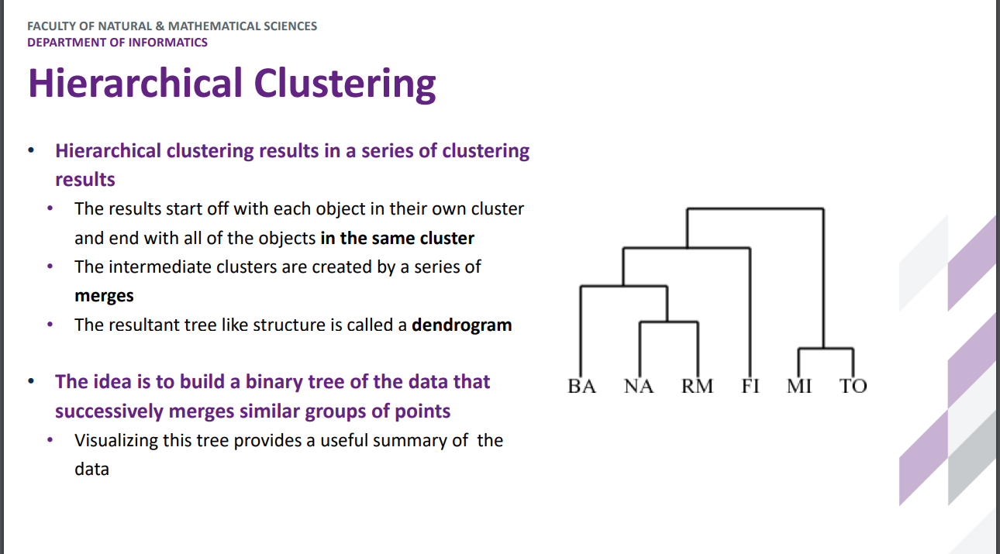 FACULTY OF NATURAL & MATHEMATICAL SCIENCES
DEPARTMENT OF INFORMATICS
Hierarchical Clustering
• Hierarchical clustering results in a series of clustering
results
• The results start off with each object in their own cluster
and end with all of the objects in the same cluster
• The intermediate clusters are created by a series of
merges
• The resultant tree like structure is called a dendrogram
• The idea is to build a binary tree of the data that
successively merges similar groups of points
• Visualizing this tree provides a useful summary of  the
data
BA NA RM FI MI TO